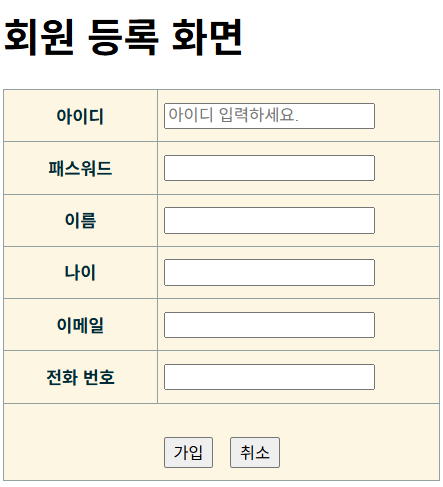 회원 등록 화면
아이디
아이디 입력하세요.
패스워드
이름
나이
이메일
전화 번호
가입 취소